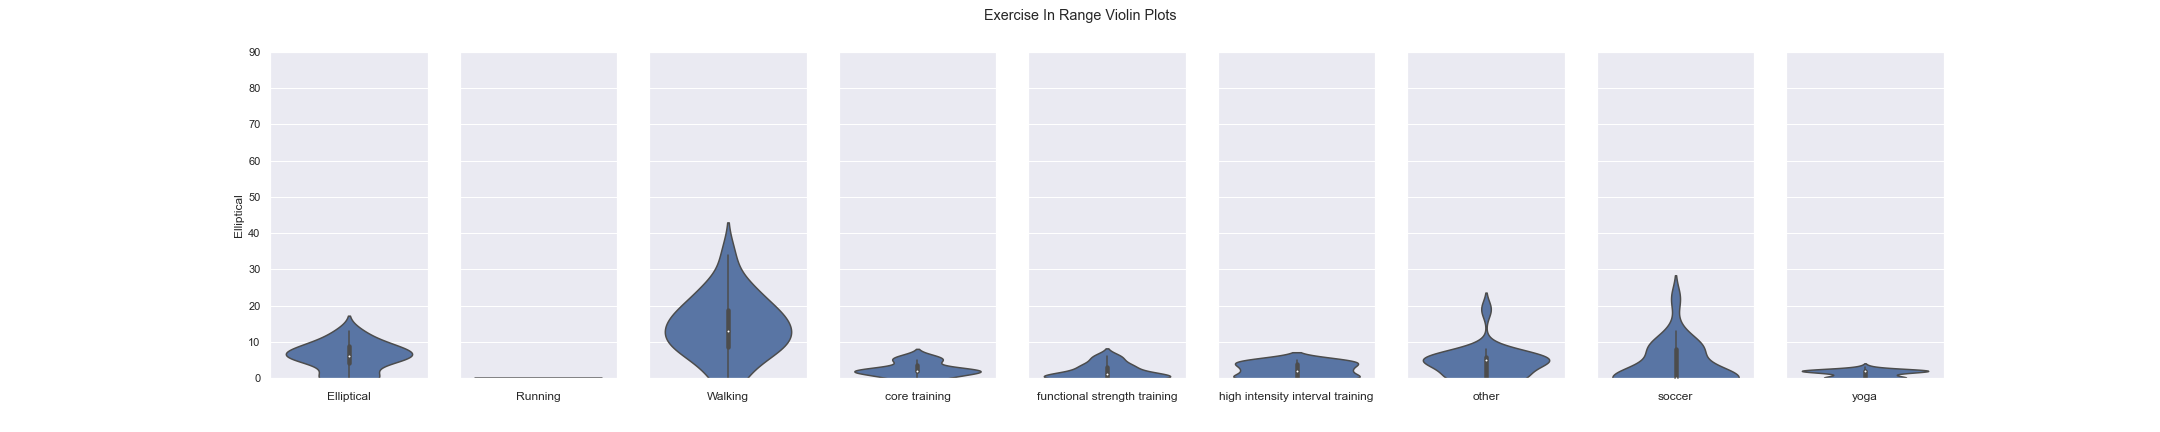 Exercise In Range Violin Plots
90
80
70
60
50
40
30
20
10
0
Elliptical
Elliptical
Running
Walking
core training
functional strength training
high intensity interval training
other
soccer
yoga